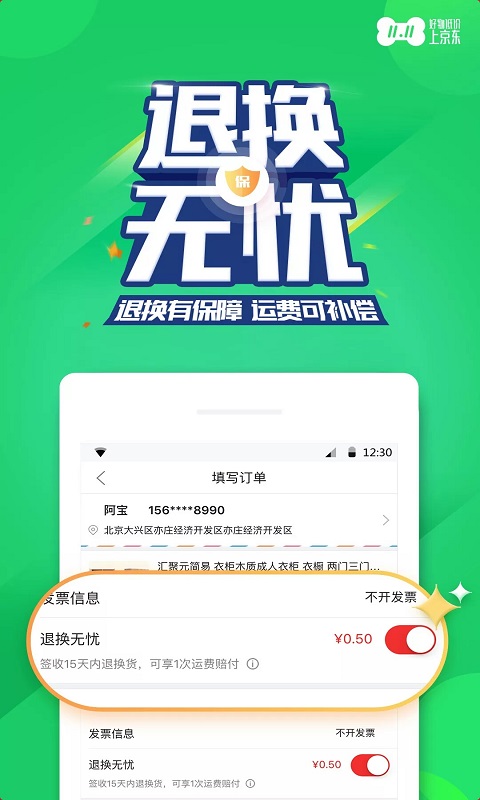 11.11
好物低价
上京东
退换
保
无忧
退换有保障 运费可补偿
12:30
填写订单
阿宝 156****8990
北京大兴区亦庄经济开发区亦庄经济开发区
汇聚元简易 衣柜木质成人衣柜 衣橱 两门三门...
发票信息 不开发票
退换无忧 ¥0.50
签收15天内退换货，可享1次运费赔付
发票信息 不开发票
退换无忧 ¥0.50
签收15天内退换货，可享1次运费赔付